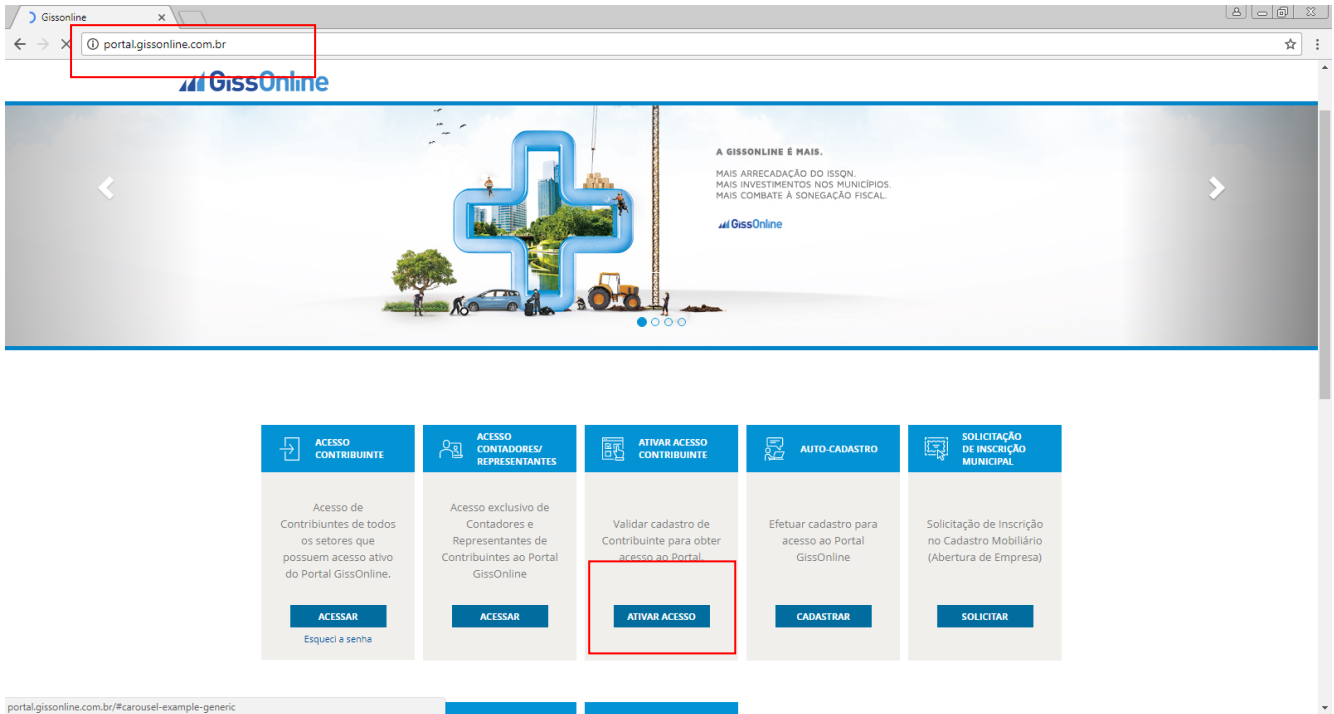 Gissonline
portal.gissonline.com.br
GissOnline
A GISSONLINE É MAIS.
MAIS ARRECADAÇÃO DO ISSQN.
MAIS INVESTIMENTOS NOS MUNICÍPIOS.
MAIS COMBATE À SONEGAÇÃO FISCAL.
GissOnline
ACESSO
CONTRIBUINTE
Acesso de
Contribiuntes de todos
os setores que
possuem acesso ativo
do Portal GissOnline.
ACESSAR
Esqueci a senha
ACESSO
CONTADORES/
REPRESENTANTES
Acesso exclusivo de
Contadores e
Representantes de
Contribuintes ao Portal
GissOnline
ACESSAR
ATIVAR ACESSO
CONTRIBUINTE
Validar cadastro de
Contribuinte para obter
acesso ao Portal.
ATIVAR ACESSO
AUTO-CADASTRO
Efetuar cadastro para
acesso ao Portal
GissOnline
CADASTRAR
SOLICITAÇÃO
DE INSCRIÇÃO
MUNICIPAL
Solicitação de Inscrição
no Cadastro Mobiliário
(Abertura de Empresa)
SOLICITAR
portal.gissonline.com.br/#carousel-example-generic